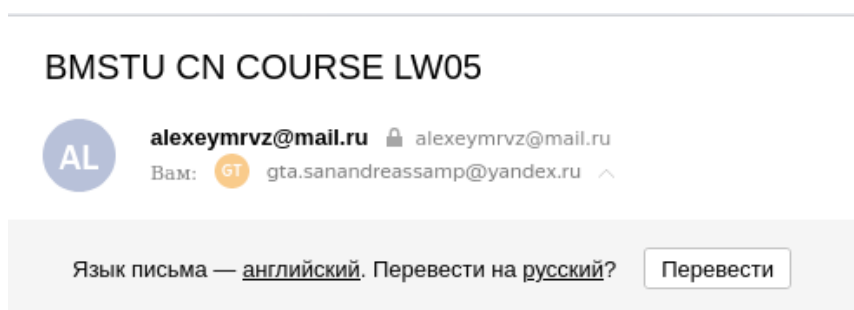 BMSTU CN COURSE LW05
AL
alexeymrvz@mail.ru alexeymrvz@mail.ru
Вам: GT gta.sanandreassamp@yandex.ru
Язык письма — английский. Перевести на русский? Перевести